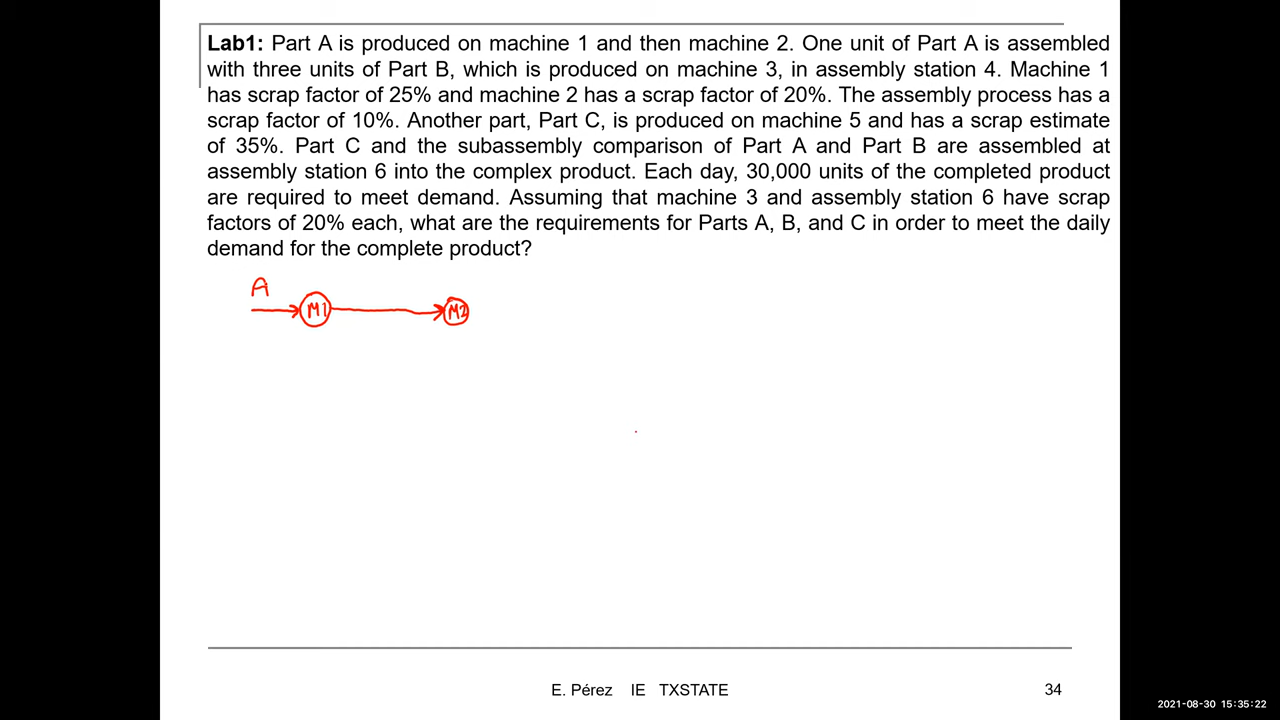 Lab1: Part A is produced on machine 1 and then machine 2. One unit of Part A is assembled
with three units of Part B, which is produced on machine 3, in assembly station 4. Machine 1
has scrap factor of 25% and machine 2 has a scrap factor of 20%. The assembly process has a
scrap factor of 10%. Another part, Part C, is produced on machine 5 and has a scrap estimate
of 35%. Part C and the subassembly comparison of Part A and Part B are assembled at
assembly station 6 into the complex product. Each day, 30,000 units of the completed product
are required to meet demand. Assuming that machine 3 and assembly station 6 have scrap
factors of 20% each, what are the requirements for Parts A, B, and C in order to meet the daily
demand for the complete product?
A
M1 M2
E. Pérez IE TXSTATE 34
2021-08-30 15:35:22